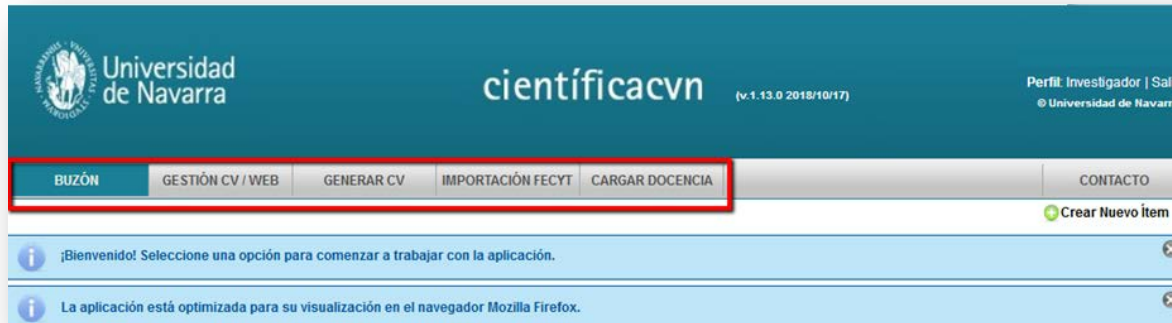 Universidad
de Navarra
científicacvn (v.1.13.0 2018/10/17)
Perfil: Investigador | Sal
© Universidad de Navarr
BUZÓN GESTIÓN CV / WEB GENERAR CV IMPORTACIÓN FECYT CARGAR DOCENCIA CONTACTO
Crear Nuevo Ítem
¡Bienvenido! Seleccione una opción para comenzar a trabajar con la aplicación.
La aplicación está optimizada para su visualización en el navegador Mozilla Firefox.